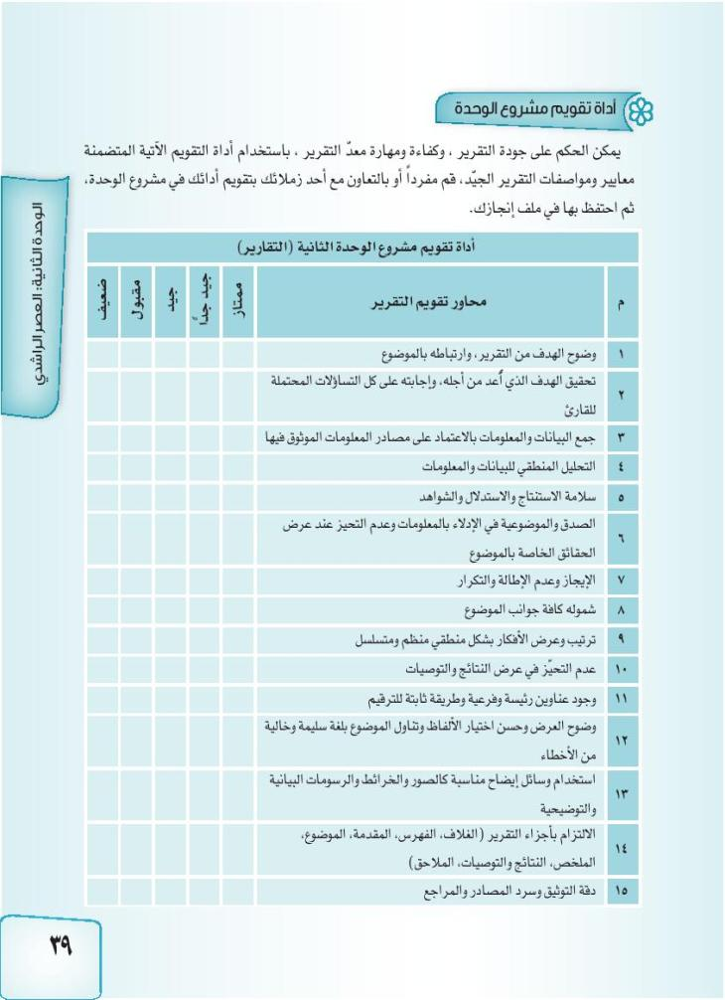 أداة تقويم مشروع الوحدة
يمكن الحكم على جودة التقرير ، وكفاءة ومهارة معدّ التقرير ، باستخدام أداة التقويم الآتية المتضمنة
معايير ومواصفات التقرير الجيّد، قم مفرداً أو بالتعاون مع أحد زملائك بتقويم أدائك في مشروع الوحدة،
ثم احتفظ بها في ملف إنجازك.
أداة تقويم مشروع الوحدة الثانية (التقارير)
م محاور تقويم التقرير ممتاز جيد جداً جيد مقبول ضعيف
١ وضوح الهدف من التقرير، وارتباطه بالموضوع
٢ تحقيق الهدف الذي أُعد من أجله، وإجابته على كل التساؤلات المحتملة
للقارئ
٣ جمع البيانات والمعلومات بالاعتماد على مصادر المعلومات الموثوق فيها
٤ التحليل المنطقي للبيانات والمعلومات
٥ سلامة الاستنتاج والاستدلال والشواهد
٦ الصدق والموضوعية في الإدلاء بالمعلومات وعدم التحيز عند عرض
الحقائق الخاصة بالموضوع
٧ الإيجاز وعدم الإطالة والتكرار
٨ شموله كافة جوانب الموضوع
٩ ترتيب وعرض الأفكار بشكل منطقي منظم ومتسلسل
١٠ عدم التحيّز في عرض النتائج والتوصيات
١١ وجود عناوين رئيسة وفرعية وطريقة ثابتة للترقيم
١٢ وضوح العرض وحسن اختيار الألفاظ وتناول الموضوع بلغة سليمة وخالية
من الأخطاء
١٣ استخدام وسائل إيضاح مناسبة كالصور والخرائط والرسومات البيانية
والتوضيحية
١٤ الالتزام بأجزاء التقرير (الغلاف، الفهرس، المقدمة، الموضوع،
الملخص، النتائج والتوصيات، الملاحق)
١٥ دقة التوثيق وسرد المصادر والمراجع
الوحدة الثانية: العصر الراشدي
٣٩